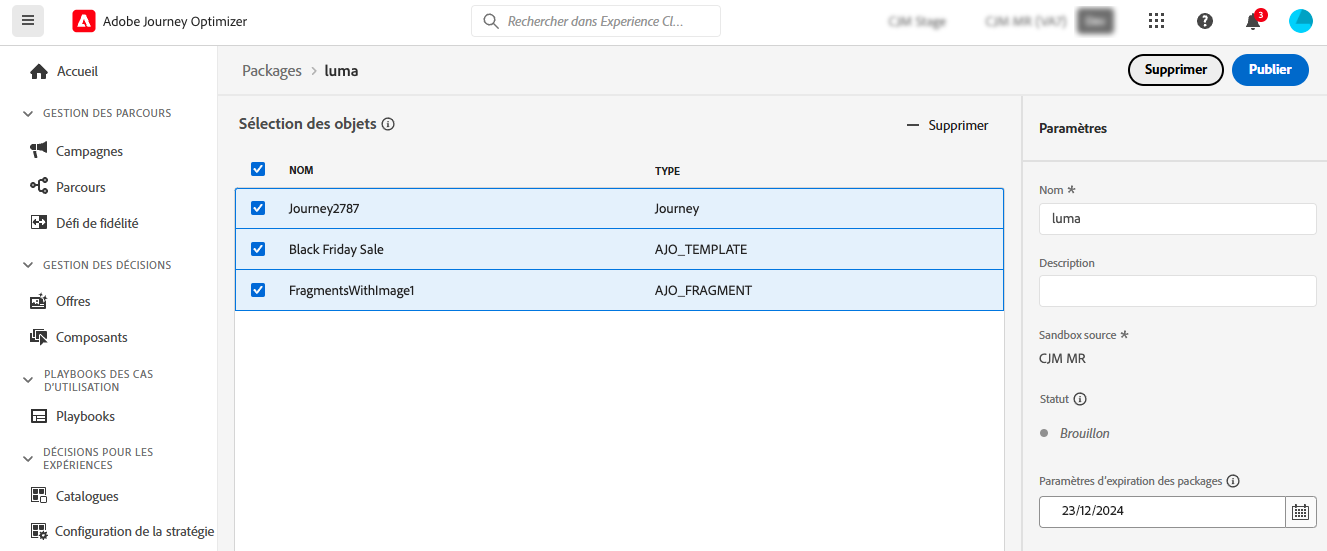 Adobe Journey Optimizer
Rechercher dans Experience Cl...
CJM Stage
CJM MR (VA7)
3
Accueil
GESTION DES PARCOURS
Campagnes
Parcours
Défi de fidélité
GESTION DES DÉCISIONS
Offres
Composants
PLAYBOOKS DES CAS
D'UTILISATION
Playbooks
DÉCISIONS POUR LES
EXPÉRIENCES
Catalogues
Configuration de la stratégie
Packages > luma
Supprimer
Publier
Sélection des objets
Supprimer
NOM TYPE
Journey2787 Journey
Black Friday Sale AJO_TEMPLATE
FragmentsWithImage1 AJO_FRAGMENT
Paramètres
Nom *
luma
Description
Sandbox source *
CJM MR
Statut
Brouillon
Paramètres d'expiration des packages
23/12/2024